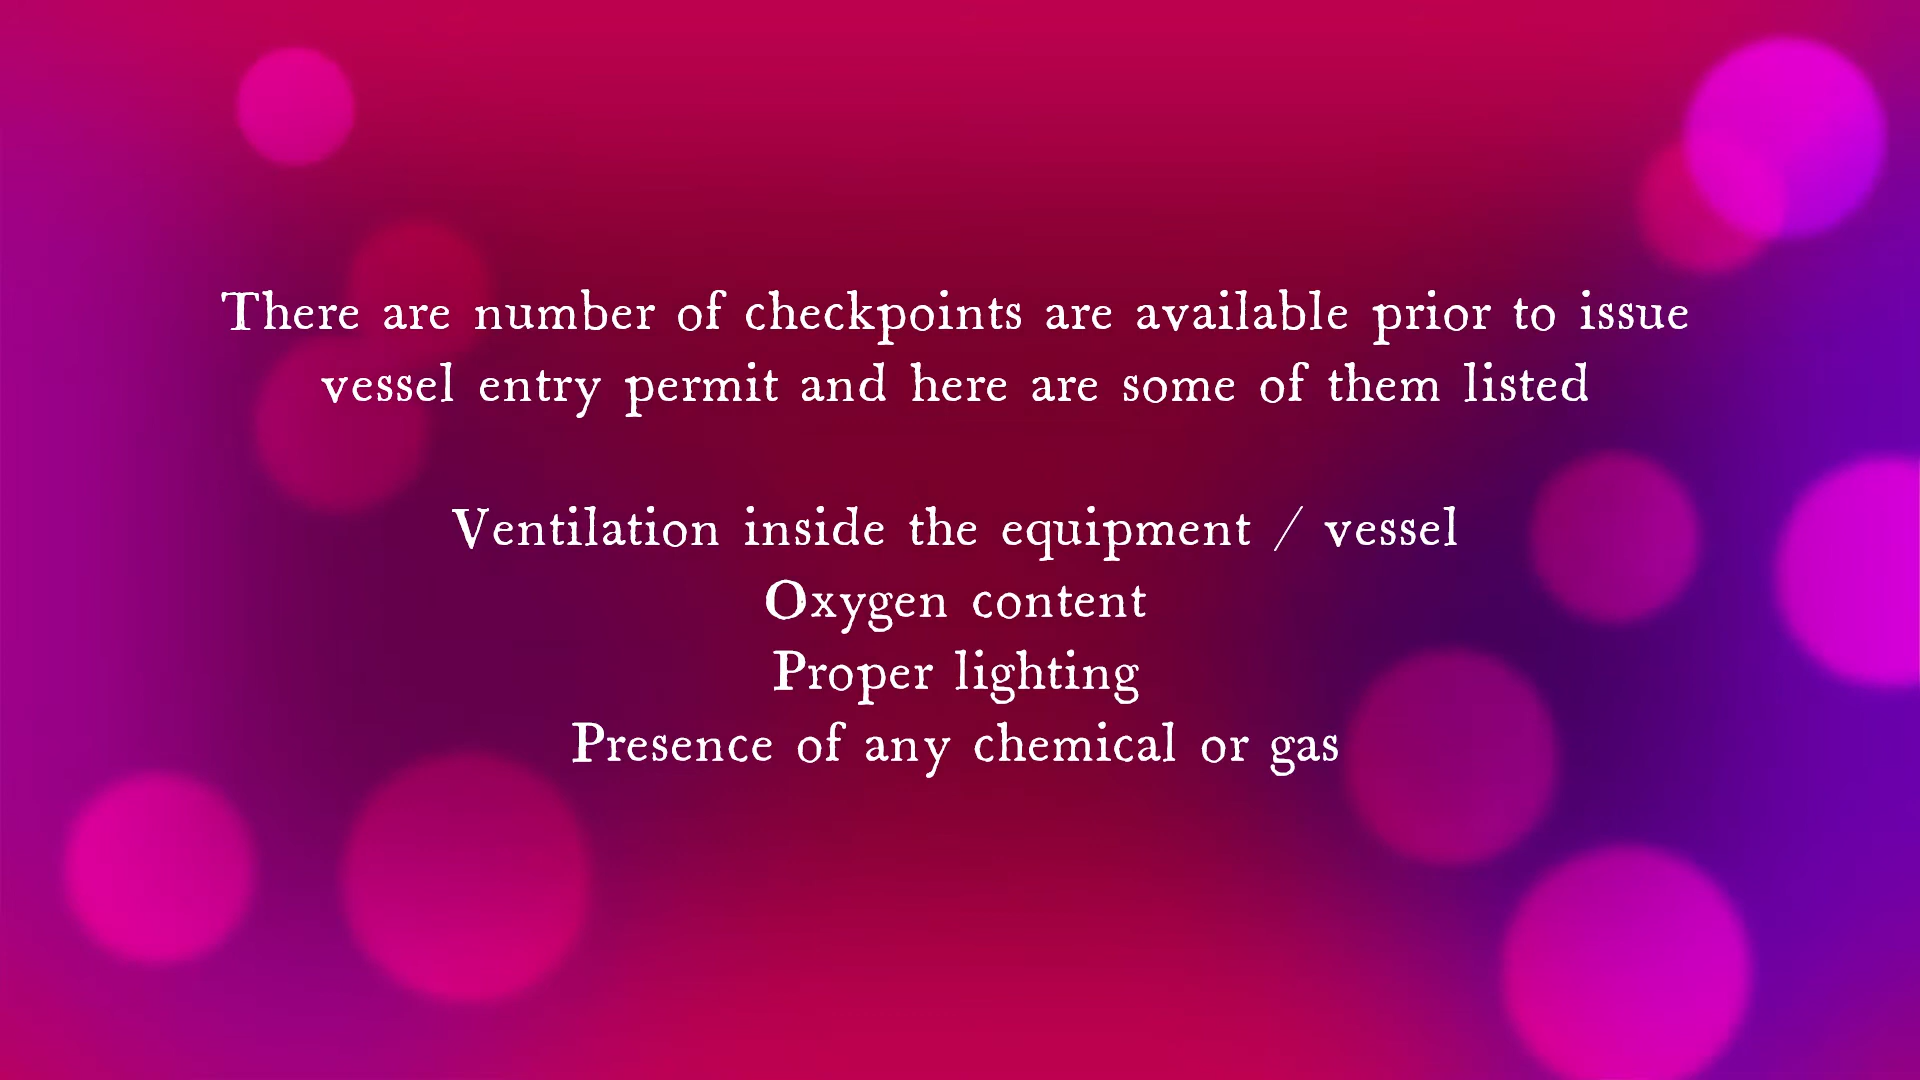 There are number of checkpoints are available prior to issue
vessel entry permit and here are some of them listed
Ventilation inside the equipment / vessel
Oxygen content
Proper lighting
Presence of any chemical or gas